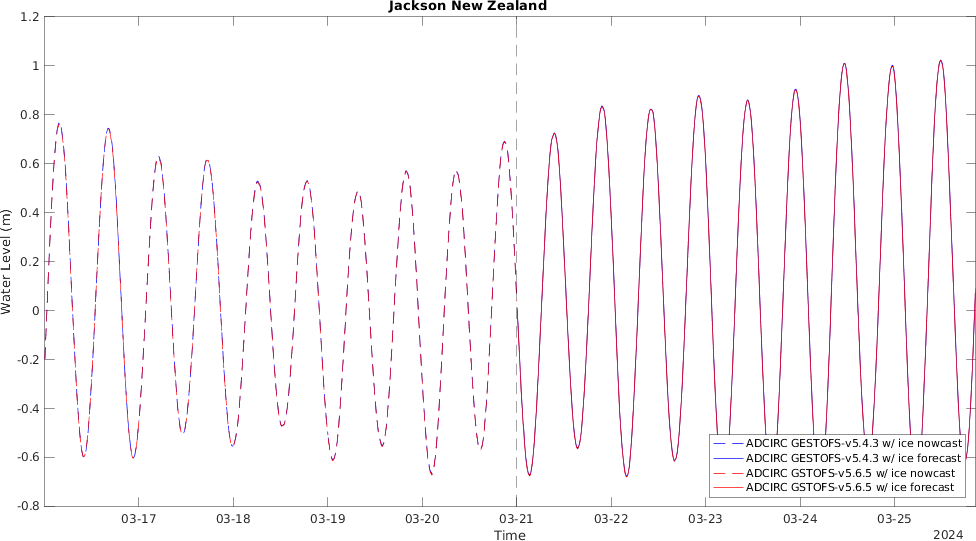 Jackson New Zealand
1.2
1
0.8
0.6
0.4
0.2
0
-0.2
-0.4
-0.6
-0.8
Water Level (m)
ADCIRC GESTOFS-v5.4.3 w/ ice nowcast
ADCIRC GESTOFS-v5.4.3 w/ ice forecast
ADCIRC GSTOFS-v5.6.5 w/ ice nowcast
ADCIRC GSTOFS-v5.6.5 w/ ice forecast
03-17 03-18 03-19 03-20 03-21 03-22 03-23 03-24 03-25
Time
2024